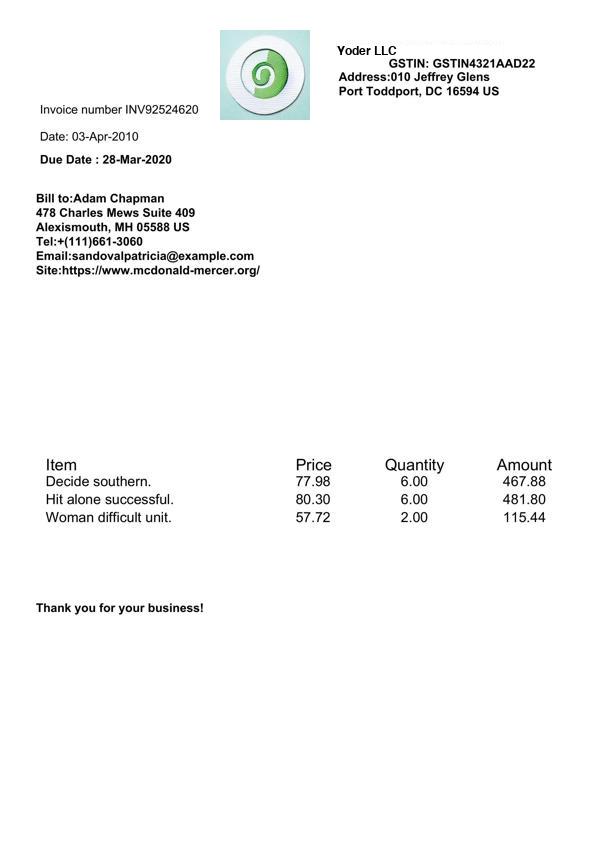 Yoder LLC
GSTIN: GSTIN4321AAD22
Address:010 Jeffrey Glens
Port Toddport, DC 16594 US
Invoice number INV92524620
Date: 03-Apr-2010
Due Date : 28-Mar-2020
Bill to:Adam Chapman
478 Charles Mews Suite 409
Alexismouth, MH 05588 US
Tel:+(111)661-3060
Email:sandovalpatricia@example.com
Site:https://www.mcdonald-mercer.org/
Item Price Quantity Amount
Decide southern. 77.98 6.00 467.88
Hit alone successful. 80.30 6.00 481.80
Woman difficult unit. 57.72 2.00 115.44
Thank you for your business!